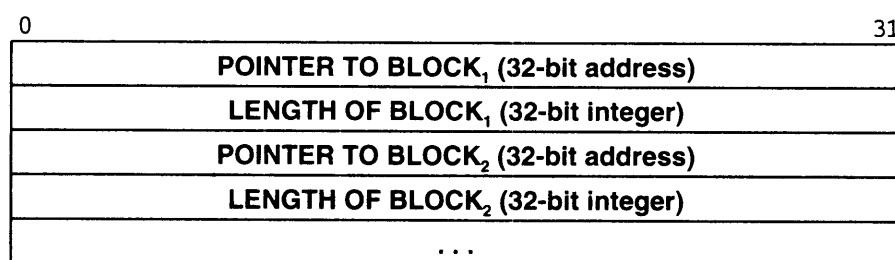 0 31
POINTER TO BLOCK₁ (32-bit address)
LENGTH OF BLOCK₁ (32-bit integer)
POINTER TO BLOCK₂ (32-bit address)
LENGTH OF BLOCK₂ (32-bit integer)
...